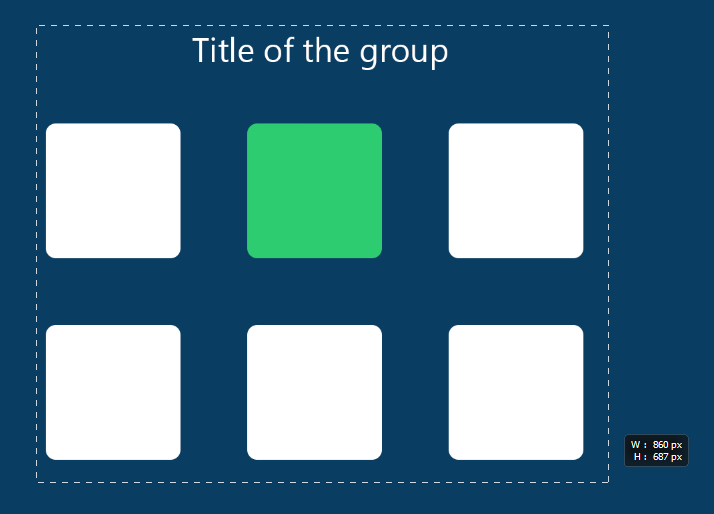 Title of the group
W : 860 px
H : 687 px